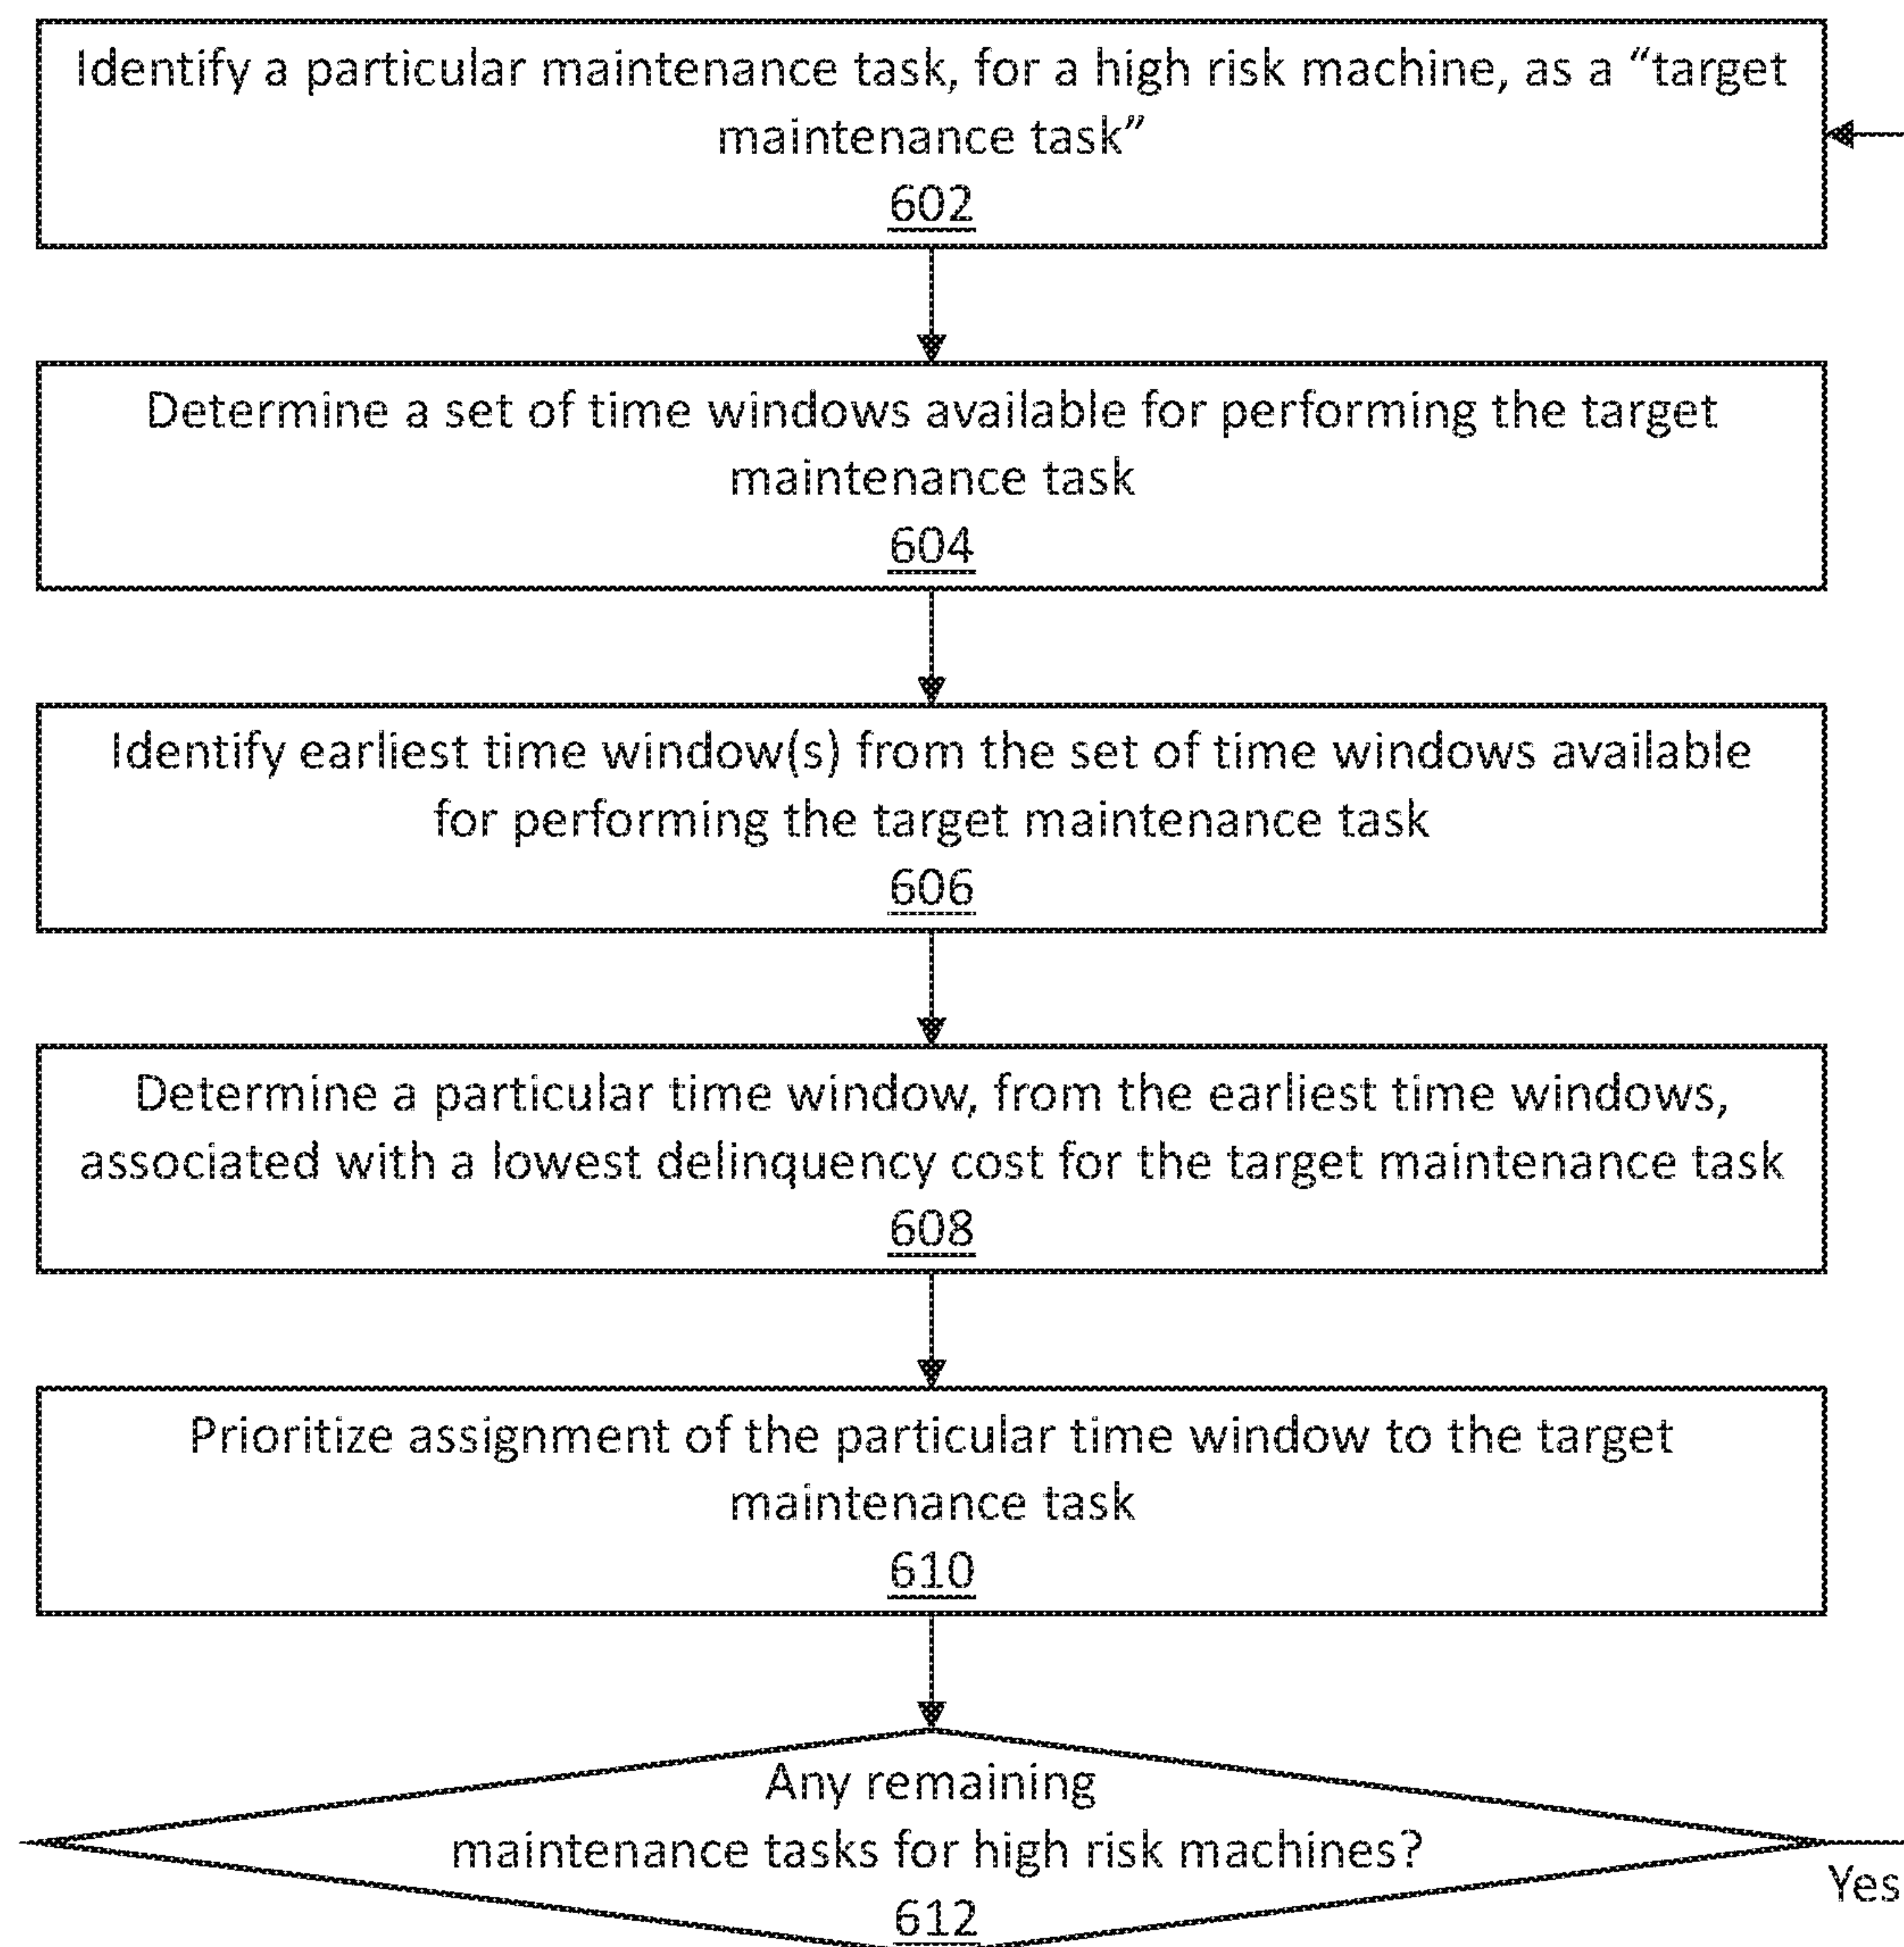 Identify a particular maintenance task, for a high risk machine, as a “target
maintenance task”
602
Determine a set of time windows available for performing the target
maintenance task
604
Identify earliest time window(s) from the set of time windows available
for performing the target maintenance task
606
Determine a particular time window, from the earliest time windows,
associated with a lowest delinquency cost for the target maintenance task
608
Prioritize assignment of the particular time window to the target
maintenance task
610
Any remaining
maintenance tasks for high risk machines?
Yes
612